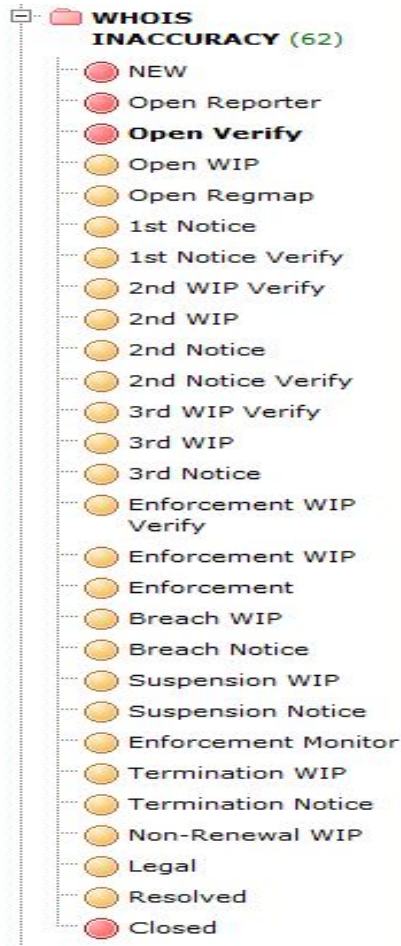 WHOIS
INACCURACY (62)
NEW
Open Reporter
Open Verify
Open WIP
Open Regmap
1st Notice
1st Notice Verify
2nd WIP Verify
2nd WIP
2nd Notice
2nd Notice Verify
3rd WIP Verify
3rd WIP
3rd Notice
Enforcement WIP
Verify
Enforcement WIP
Enforcement
Breach WIP
Breach Notice
Suspension WIP
Suspension Notice
Enforcement Monitor
Termination WIP
Termination Notice
Non-Renewal WIP
Legal
Resolved
Closed